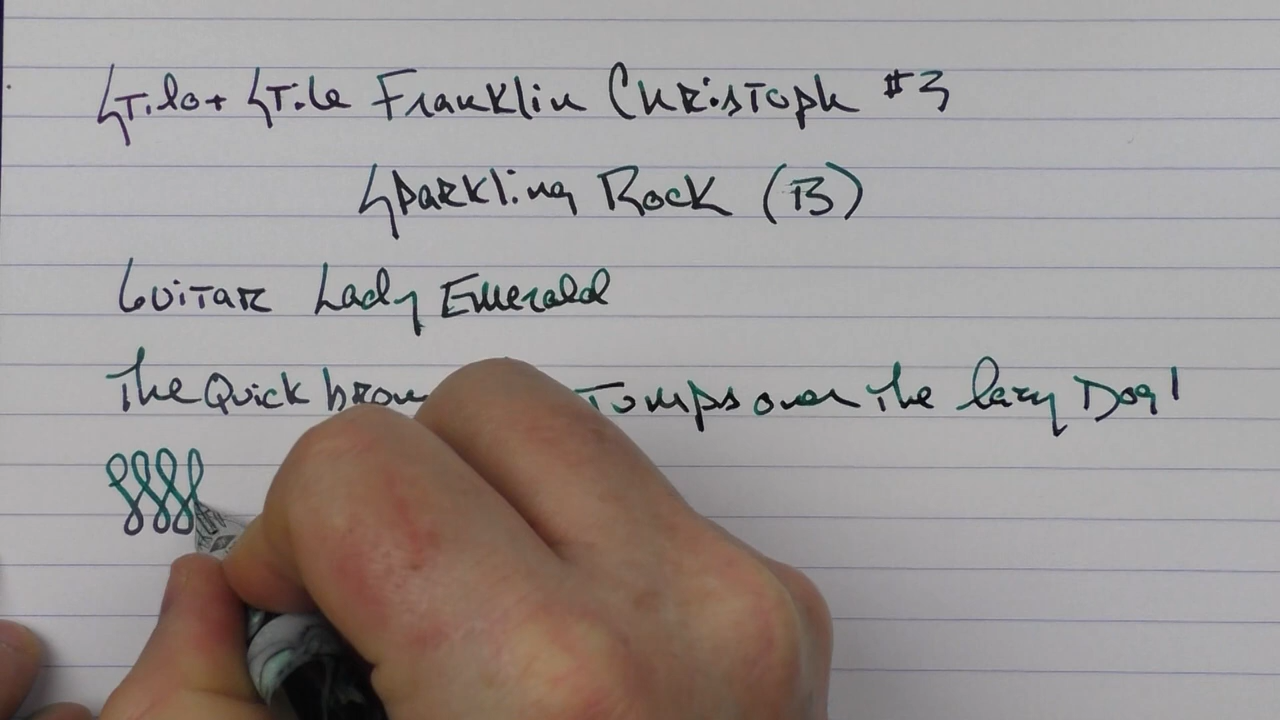 Stilo + Stile Franklin Christoph #3
Sparkling Rock (B)
Guitar Lady Emerald
The Quick brow Jumps over The lazy Dog!